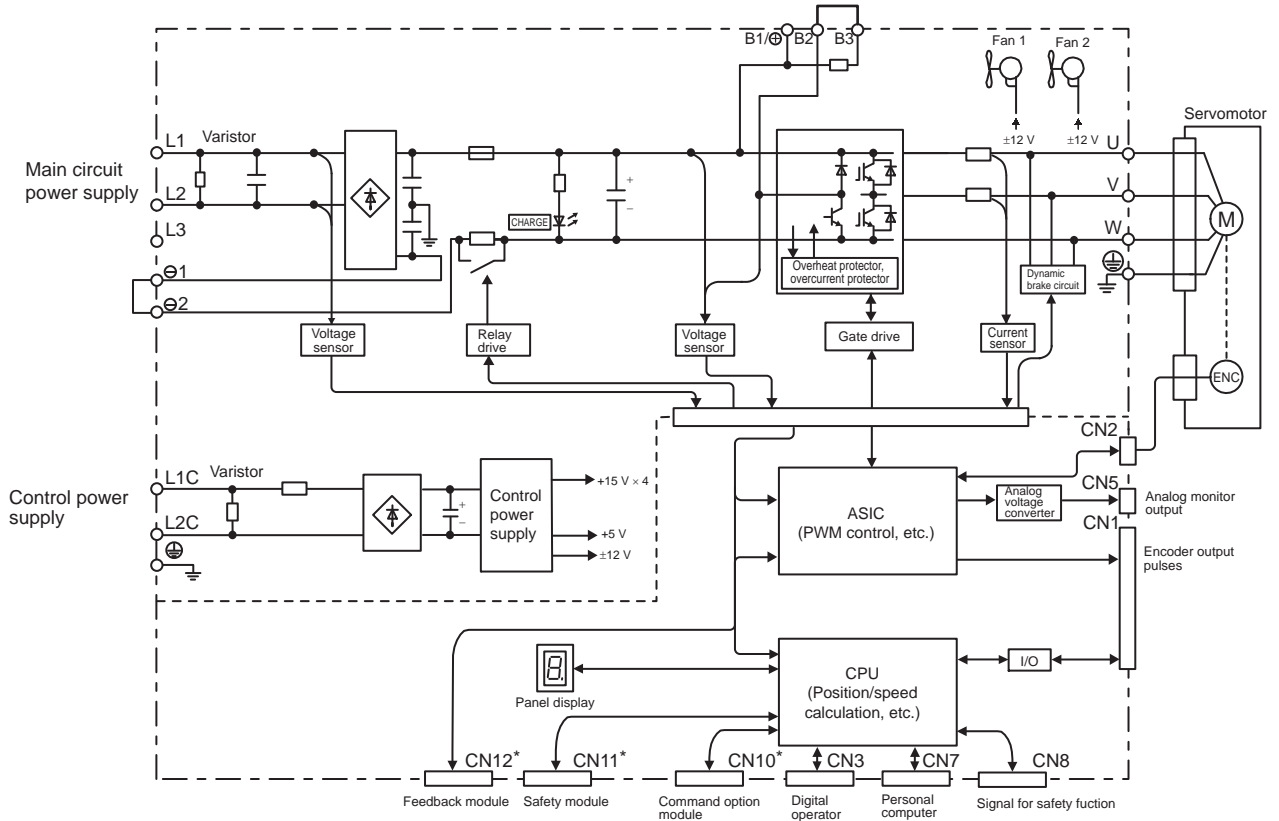 B1/⊕
B2
B3
Fan 1
Fan 2
±12 V
±12 V
Servomotor
Main circuit
power supply
L1
Varistor
L2
L3
⊖1
⊖2
CHARGE
+
–
Overheat protector,
overcurrent protector
U
V
W
M
Dynamic
brake circuit
Voltage
sensor
Relay
drive
Voltage
sensor
Gate drive
Current
sensor
ENC
Control power
supply
L1C
Varistor
L2C
+
–
Control
power
supply
+15 V × 4
+5 V
±12 V
ASIC
(PWM control, etc.)
Analog
voltage
converter
CN2
CN5
Analog monitor
output
CN1
Encoder output
pulses
CPU
(Position/speed
calculation, etc.)
I/O
8.
Panel display
CN12*
CN11*
CN10*
CN3
CN7
CN8
Feedback module
Safety module
Command option
module
Digital
operator
Personal
computer
Signal for safety fuction